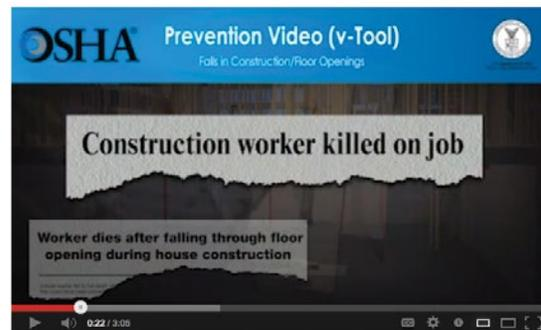 OSHA
Prevention Video (v-Tool)
Falls in Construction/Floor Openings
Construction worker killed on job
Worker dies after falling through floor
opening during house construction
0:22 / 3:05